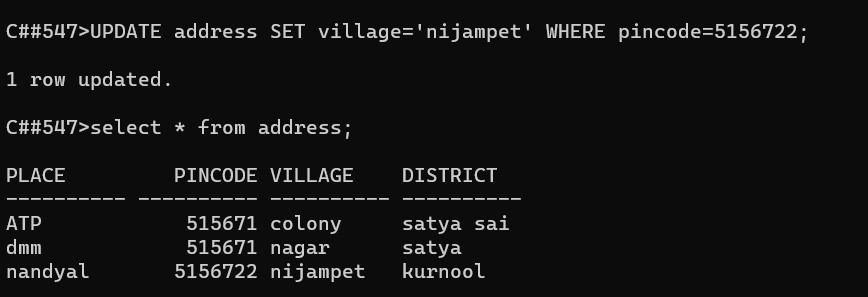 C##547>UPDATE address SET village='nijampet' WHERE pincode=5156722;
1 row updated.
C##547>select * from address;
PLACE         PINCODE VILLAGE    DISTRICT
---------- ---------- ---------- ----------
ATP            515671 colony     satya sai
dmm            515671 nagar      satya
nandyal       5156722 nijampet   kurnool